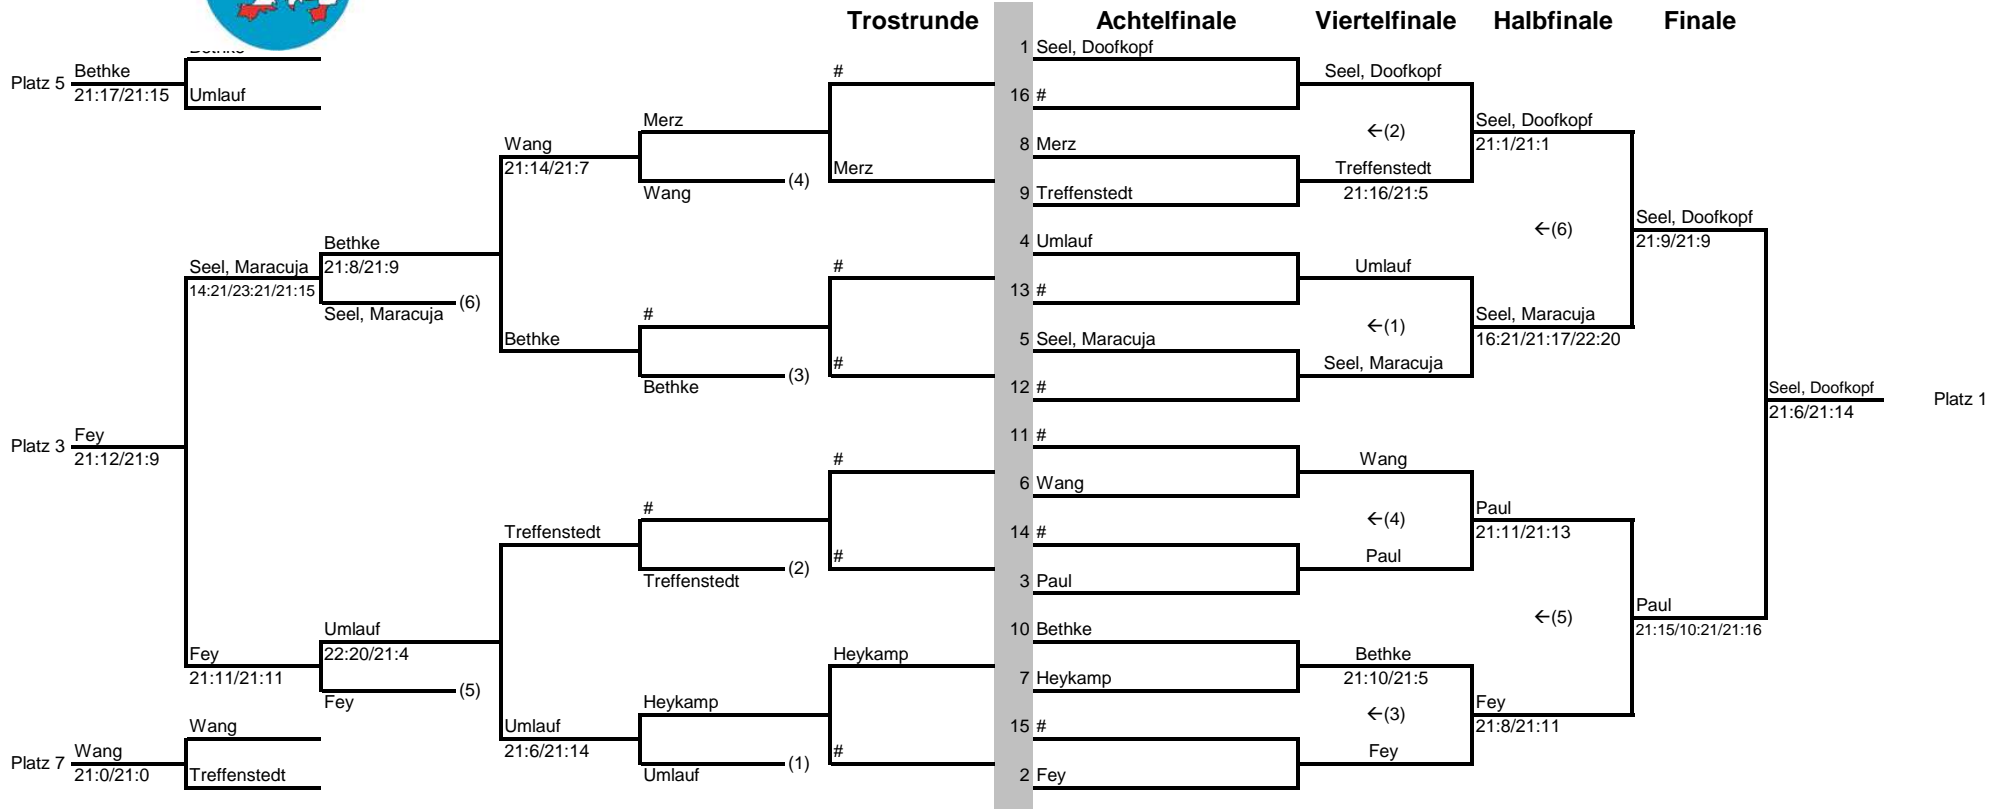 Trostrunde Achtelfinale Viertelfinale Halbfinale Finale
Platz 5
Bethke
21:17/21:15
Bethke
Umlauf
Platz 3
Fey
21:12/21:9
Seel, Maracuja
14:21/23:21/21:15
Fey
21:11/21:11
Platz 7
Wang
21:0/21:0
Wang
Treffenstedt
Bethke
21:8/21:9
(6)
Seel, Maracuja
Umlauf
22:20/21:4
(5)
Fey
Wang
21:14/21:7
Bethke
Treffenstedt
Umlauf
21:6/21:14
Merz
(4)
Wang
#
(3)
Bethke
#
(2)
Treffenstedt
Heykamp
(1)
Umlauf
#
Merz
#
#
#
#
Heykamp
#
1 Seel, Doofkopf
16 #
8 Merz
9 Treffenstedt
4 Umlauf
13 #
5 Seel, Maracuja
12 #
11 #
6 Wang
14 #
3 Paul
10 Bethke
7 Heykamp
15 #
2 Fey
Seel, Doofkopf
←(2)
Treffenstedt
21:16/21:5
Umlauf
←(1)
Seel, Maracuja
Wang
←(4)
Paul
Bethke
21:10/21:5
←(3)
Fey
Seel, Doofkopf
21:1/21:1
←(6)
Seel, Maracuja
16:21/21:17/22:20
Paul
21:11/21:13
←(5)
Fey
21:8/21:11
Seel, Doofkopf
21:9/21:9
Paul
21:15/10:21/21:16
Seel, Doofkopf
21:6/21:14
Platz 1